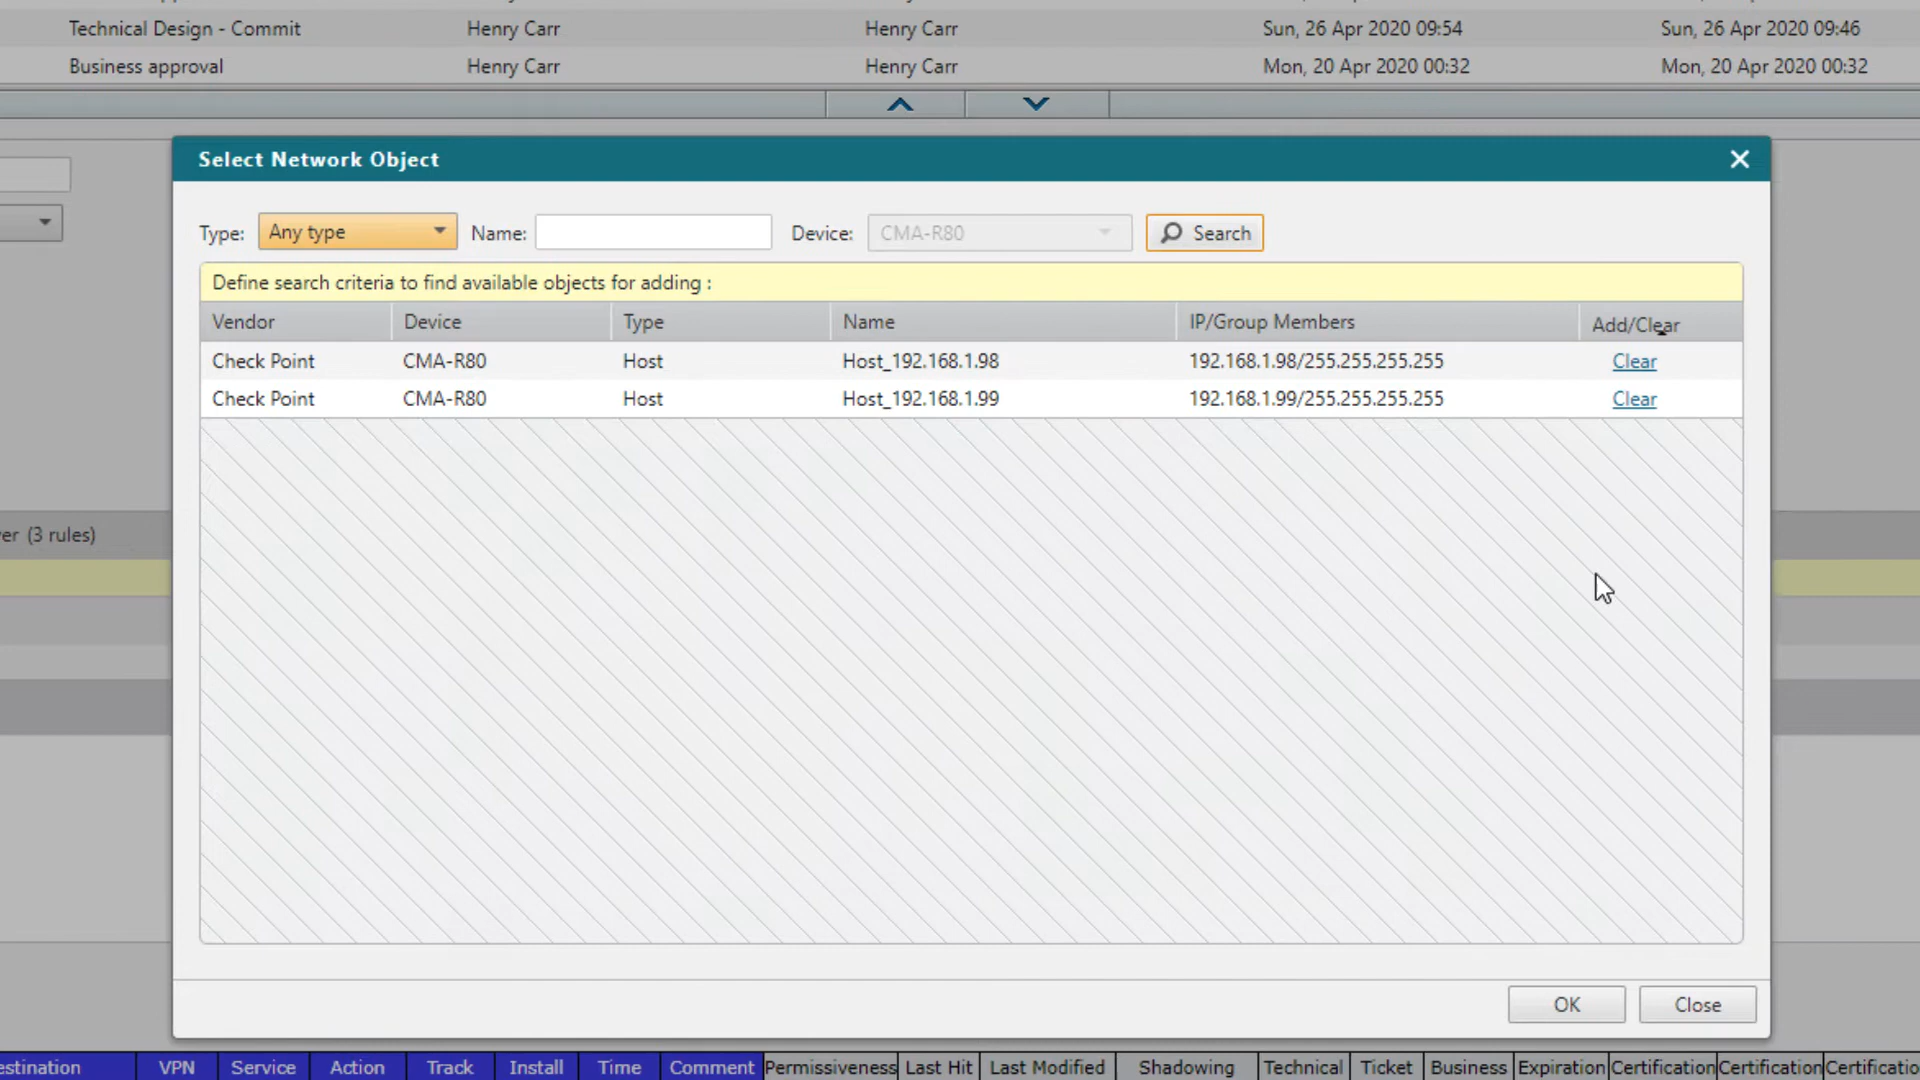 Technical Design - Commit Henry Carr Henry Carr Sun, 26 Apr 2020 09:54 Sun, 26 Apr 2020 09:46
Business approval Henry Carr Henry Carr Mon, 20 Apr 2020 00:32 Mon, 20 Apr 2020 00:32
Select Network Object
Type: Any type Name: Device: CMA-R80 Search
Define search criteria to find available objects for adding :
Vendor Device Type Name IP/Group Members Add/Clear
Check Point CMA-R80 Host Host_192.168.1.98 192.168.1.98/255.255.255.255 Clear
Check Point CMA-R80 Host Host_192.168.1.99 192.168.1.99/255.255.255.255 Clear
er (3 rules)
OK Close
estination VPN Service Action Track Install Time Comment Permissiveness Last Hit Last Modified Shadowing Technical Ticket Business Expiration Certification Certification Certificatio